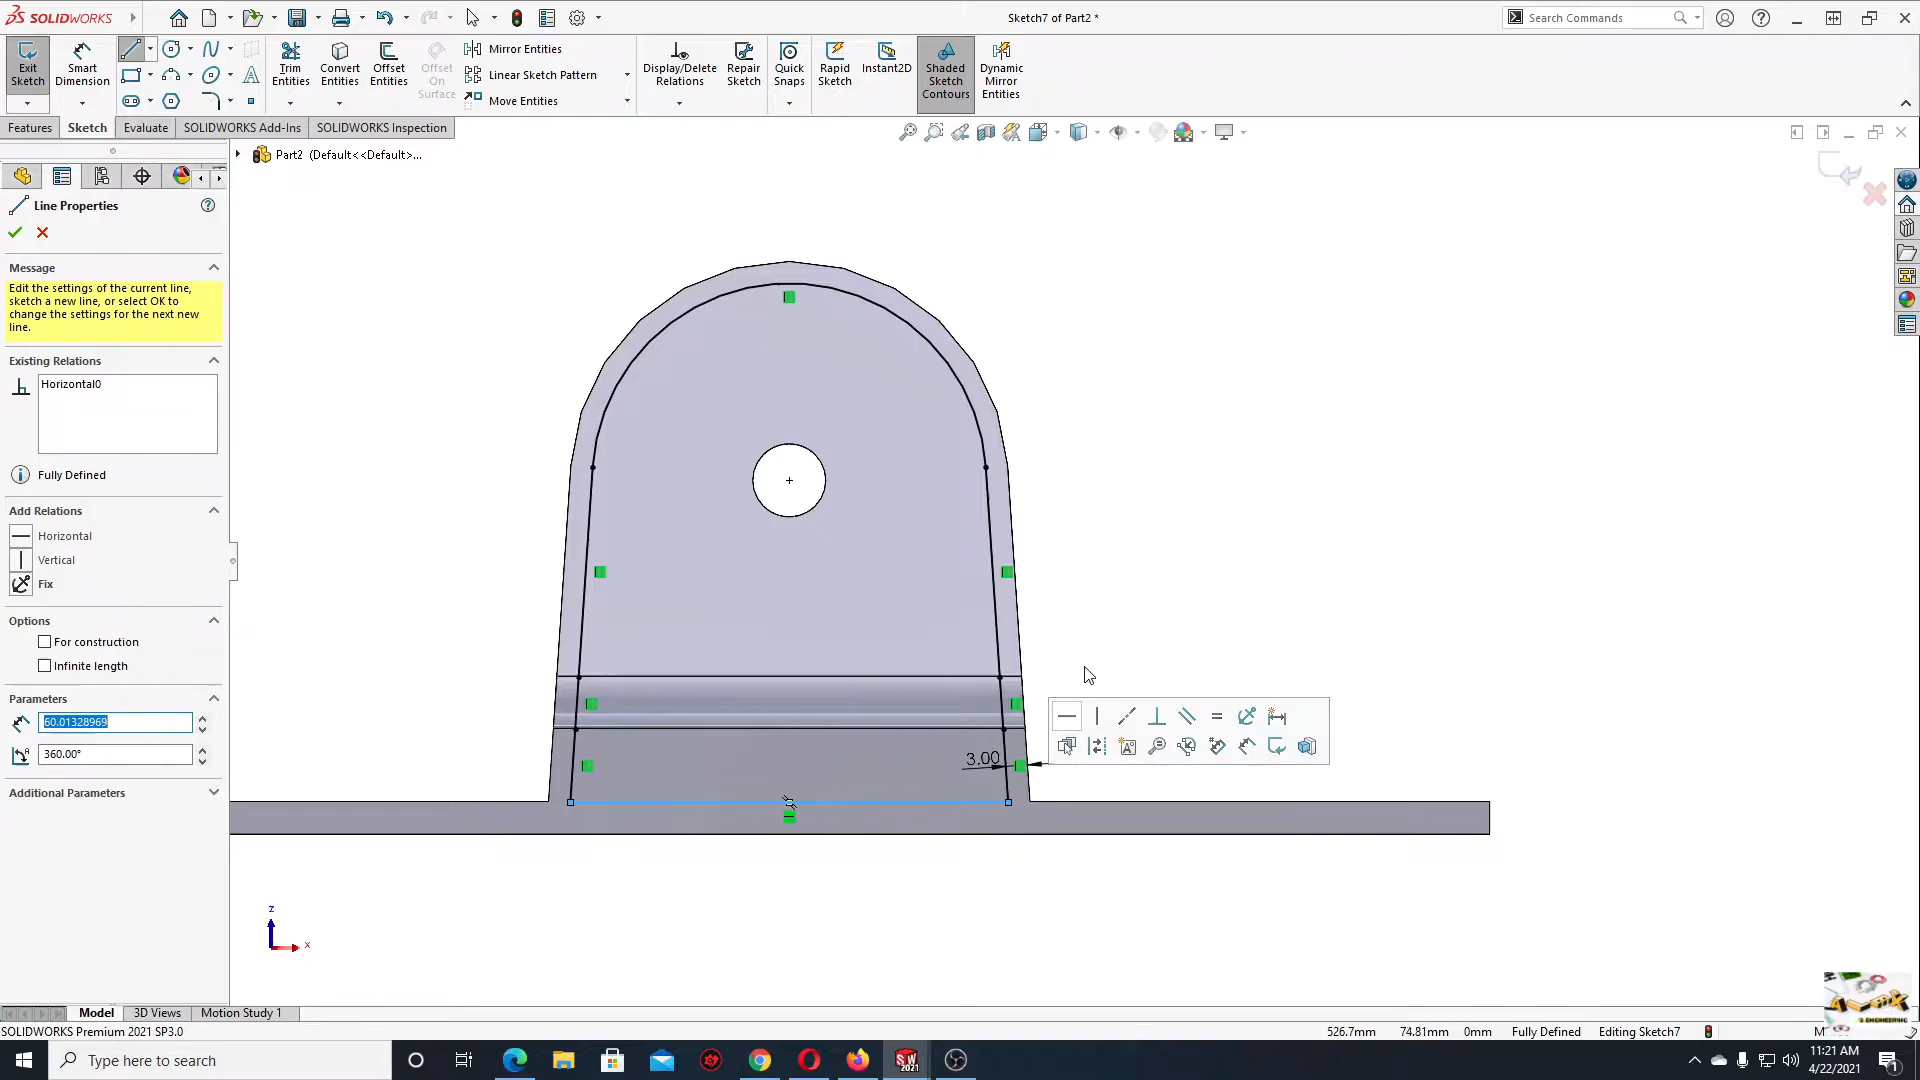 SOLIDWORKS
Sketch7 of Part2 *
Search Commands
Exit Sketch
Smart Dimension
Trim Entities
Convert Entities
Offset Entities
Offset On Surface
Mirror Entities
Linear Sketch Pattern
Move Entities
Display/Delete Relations
Repair Sketch
Quick Snaps
Rapid Sketch
Instant2D
Shaded Sketch Contours
Dynamic Mirror Entities
Features
Sketch
Evaluate
SOLIDWORKS Add-Ins
SOLIDWORKS Inspection
Part2 (Default<<Default>...
Line Properties
Message
Edit the settings of the current line,
sketch a new line, or select OK to
change the settings for the next new
line.
Existing Relations
Horizontal0
Fully Defined
Add Relations
Horizontal
Vertical
Fix
Options
For construction
Infinite length
Parameters
60.01328969
360.00°
Additional Parameters
3.00
z
x
Model
3D Views
Motion Study 1
SOLIDWORKS Premium 2021 SP3.0
526.7mm
74.81mm
0mm
Fully Defined
Editing Sketch7
Type here to search
11:21 AM
4/22/2021